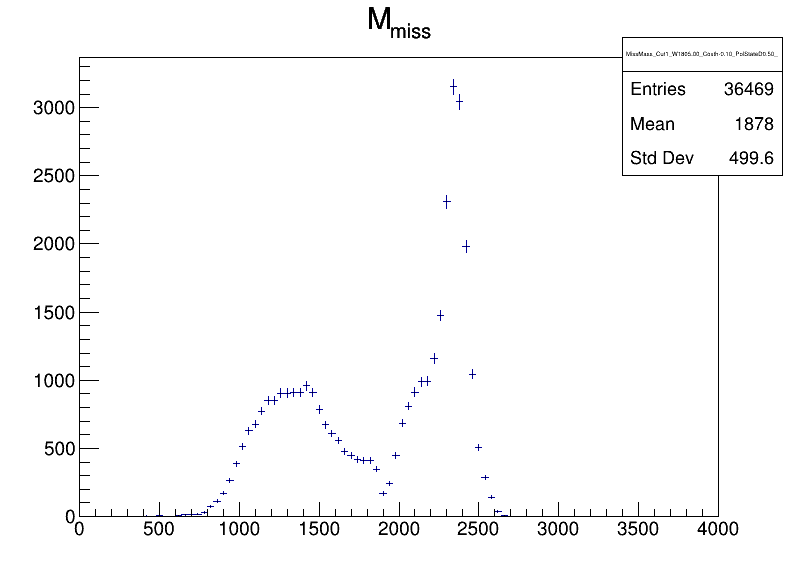 M_miss
MissMass_Cut1_W1805.00_Costh-0.10_PolStateD0.50_
Entries 36469
Mean 1878
Std Dev 499.6
3000
2500
2000
1500
1000
500
0
0 500 1000 1500 2000 2500 3000 3500 4000